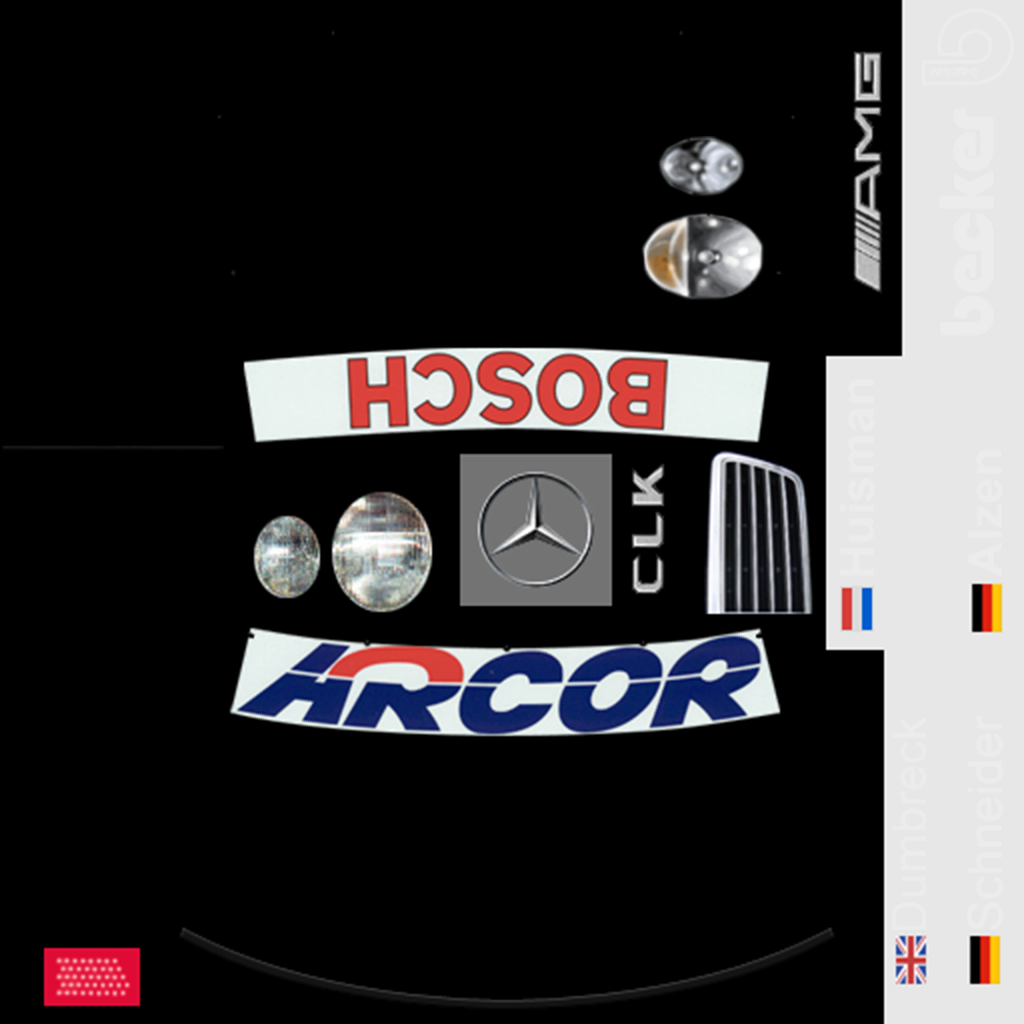 AMG
becker
BOSCH
Huisman
Alzen
CLK
ARCOR
Dumbreck
Schneider